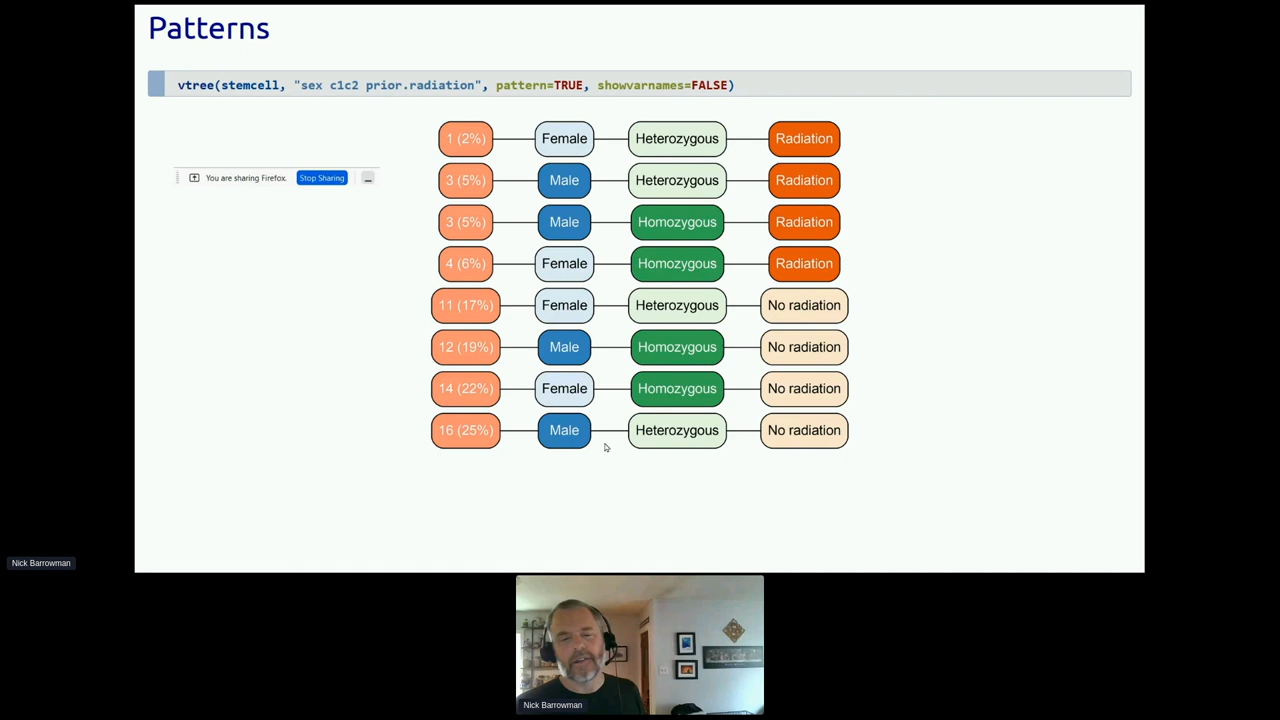 Patterns
vtree(stemcell, "sex c1c2 prior.radiation", pattern=TRUE, showvarnames=FALSE)
1 (2%) Female Heterozygous Radiation
You are sharing Firefox. Stop Sharing
3 (5%) Male Heterozygous Radiation
3 (5%) Male Homozygous Radiation
4 (6%) Female Homozygous Radiation
11 (17%) Female Heterozygous No radiation
12 (19%) Male Homozygous No radiation
14 (22%) Female Homozygous No radiation
16 (25%) Male Heterozygous No radiation
Nick Barrowman
Nick Barrowman